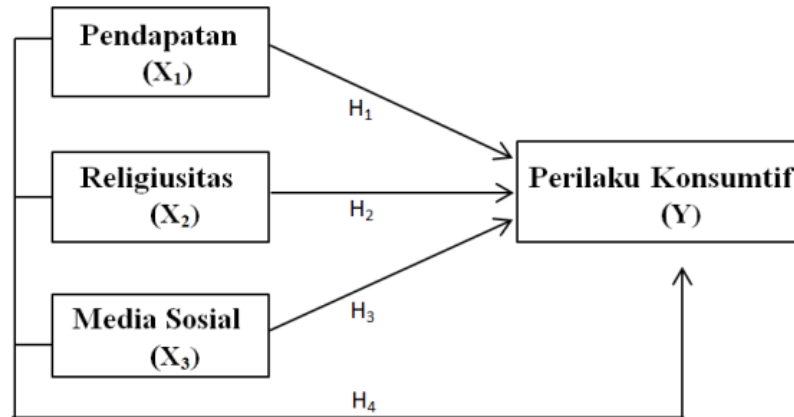 Pendapatan
(X₁)
H₁
Religiusitas
(X₂)
H₂
Perilaku Konsumtif
(Y)
Media Sosial
(X₃)
H₃
H₄